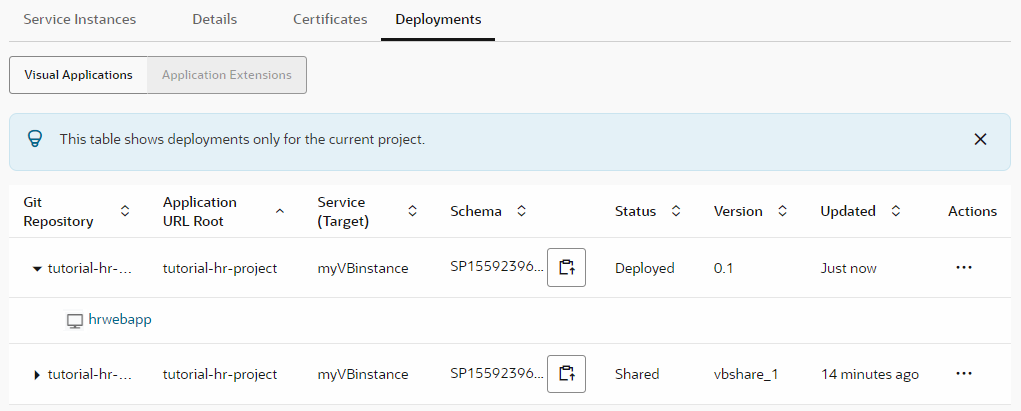 Service Instances Details Certificates Deployments
Visual Applications Application Extensions
This table shows deployments only for the current project.
Git Repository Application URL Root Service (Target) Schema Status Version Updated Actions
tutorial-hr-... tutorial-hr-project myVBinstance SP15592396... Deployed 0.1 Just now ...
hrwebapp
tutorial-hr-... tutorial-hr-project myVBinstance SP15592396... Shared vbshare_1 14 minutes ago ...